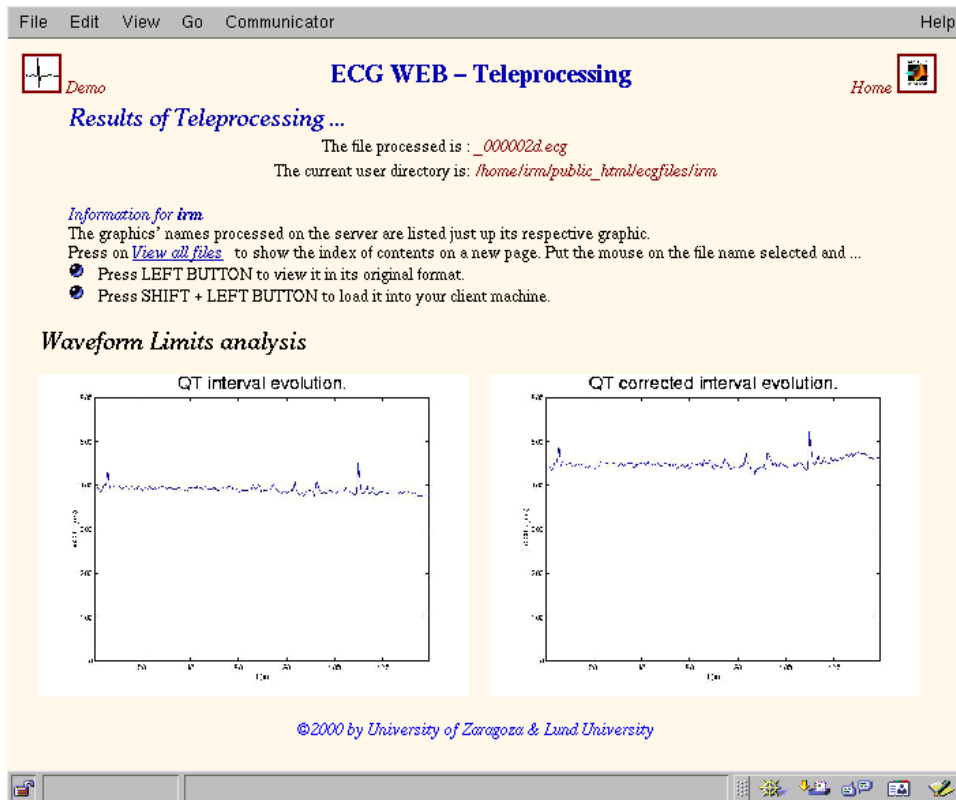 File Edit View Go Communicator Help
Demo
ECG WEB – Teleprocessing
Home
Results of Teleprocessing ...
The file processed is : _000002d.ecg
The current user directory is: /home/irm/public_html/ecgfiles/irm
Information for irm
The graphics' names processed on the server are listed just up its respective graphic.
Press on View all files to show the index of contents on a new page. Put the mouse on the file name selected and ...
Press LEFT BUTTON to view it in its original format.
Press SHIFT + LEFT BUTTON to load it into your client machine.
Waveform Limits analysis
QT interval evolution.
QT corrected interval evolution.
©2000 by University of Zaragoza & Lund University